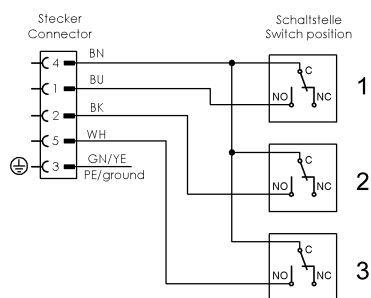 Stecker
Connector
Schaltstelle
Switch position
4 BN
1 BU
2 BK
5 WH
3 GN/YE
PE/ground
C
NO NC
1
C
NO NC
2
C
NO NC
3